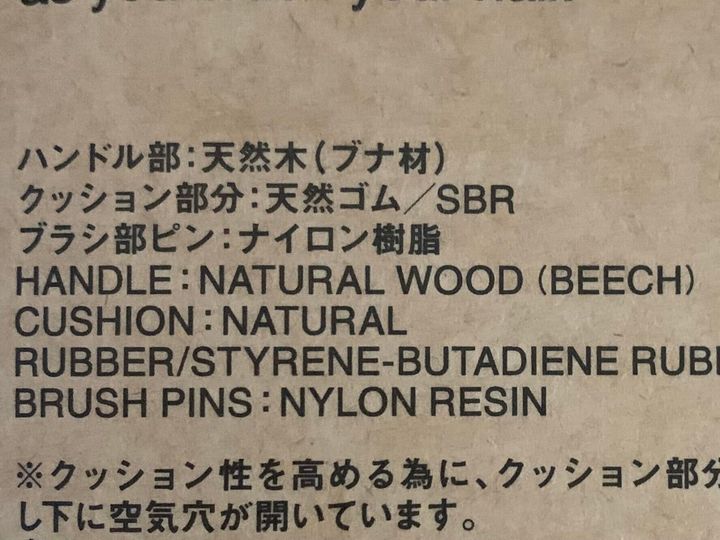 ハンドル部：天然木（ブナ材）
クッション部分：天然ゴム／SBR
ブラシ部ピン：ナイロン樹脂
HANDLE：NATURAL WOOD（BEECH）
CUSHION：NATURAL
RUBBER/STYRENE-BUTADIENE
BRUSH PINS：NYLON RESIN
※クッション性を高める為に、クッション部
し下に空気穴が開いています。